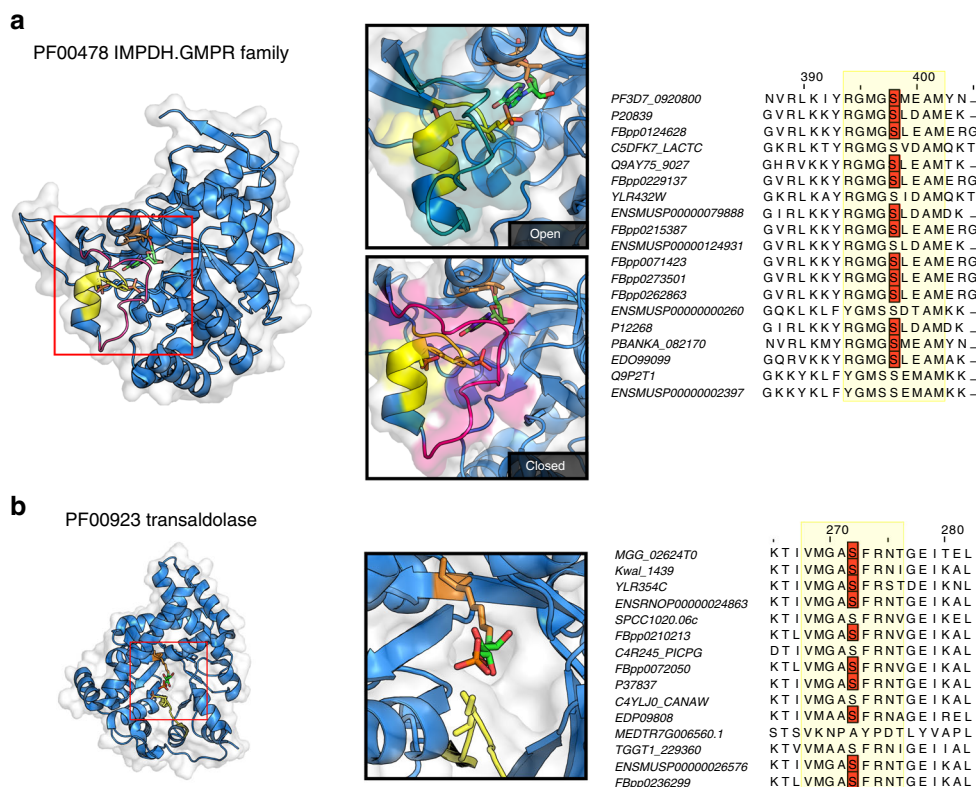 a
PF00478 IMPDH.GMPR family
Open
Closed
390 400
PF3D7_0920800 NVRLKIYRGMGSMEAMYN–
P20839 GVRLKKYRGMGSLDAMEK–
FBpp0124628 GVRLKKYRGMGSLEAMERG
C5DFK7_LACTC GKRLKTYRGMGSVDAMQKT
Q9AY75_9027 GHRVKKYRGMGSLEAMTK–
FBpp0229137 GVRLKKYRGMGSLEAMERG
YLR432W GKRLKAYRGMGSIDAMQKT
ENSMUSP00000079888 GIRLKKYRGMGSLDAMDK–
FBpp0215387 GVRLKKYRGMGSLEAMERG
ENSMUSP00000124931 GVRLKKYRGMGSLDAMEK–
FBpp0071423 GVRLKKYRGMGSLEAMERG
FBpp0273501 GVRLKKYRGMGSLEAMERG
FBpp0262863 GVRLKKYRGMGSLEAMERG
ENSMUSP00000000260 GQKLKLFYGMSSDTAMKK–
P12268 GIRLKKYRGMGSLDAMDK–
PBANKA_082170 NVRLKMYRGMGSMEAMYN–
EDO99099 GQRVKKYRGMGSLEAMAK–
Q9P2T1 GKKYKLFYGMSSEMAMKK–
ENSMUSP00000002397 GKKYKLFYGMSSEMAMKK–
b
PF00923 transaldolase
270 280
MGG_02624T0 KTIVMGASFRNTGEITEL
Kwal_1439 KTIVMGASFRNIGEIKAL
YLR354C KTIVMGASFRSTDEIKNL
ENSRNOP00000024863 KTIVMGASFRNTGEIKAL
SPCC1020.06c KTIVMGASFRNTGEIKEL
FBpp0210213 KTLVMGASFRNVGEIKAL
C4R245_PICPG DTIVMGASFRNVGEIKAL
FBpp0072050 KTLVMGASFRNVGEIKAL
P37837 KTIVMGASFRNTGEIKAL
C4YLJ0_CANAW KTIVMGASFRNTGEIKAL
EDP09808 KTIVMAASFRNAGEIREL
MEDTR7G006560.1 STSVKNPAYPDTLYVAPL
TGGT1_229360 KTVVMAASFRNIGEIIAL
ENSMUSP00000026576 KTIVMGASFRNTGEIKAL
FBpp0236299 KTLVMGASFRNVGEIKAL